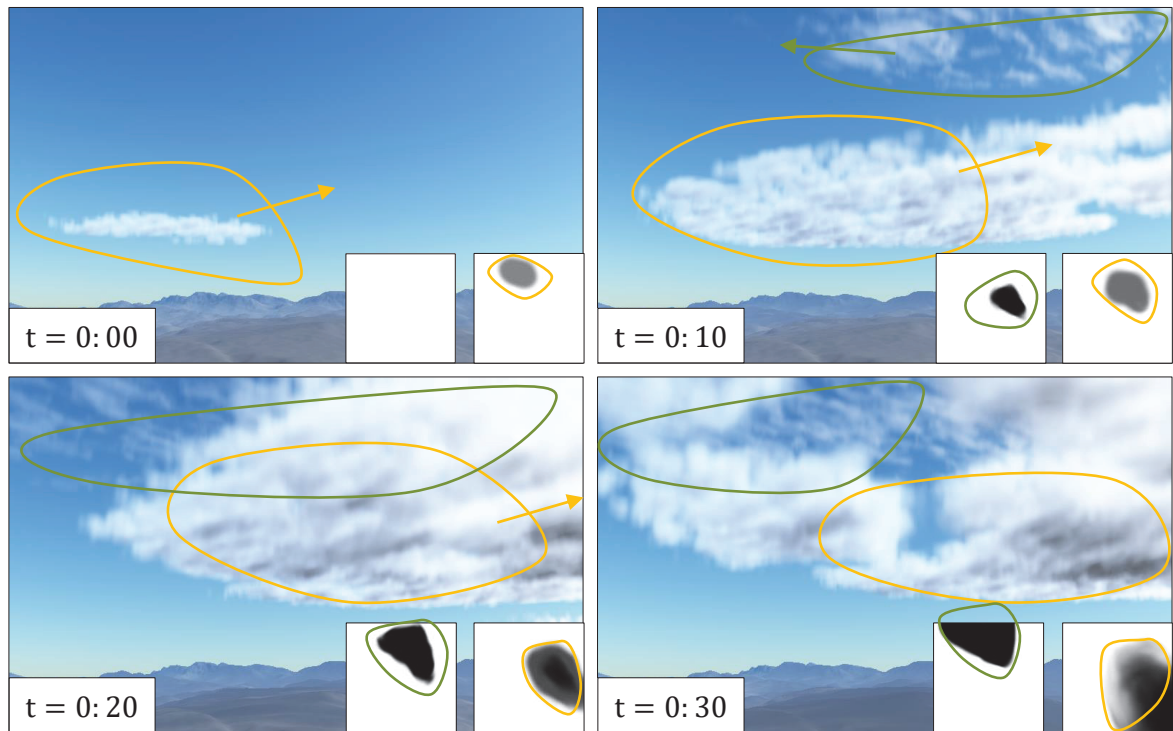 t = 0: 00
t = 0: 10
t = 0: 20
t = 0: 30